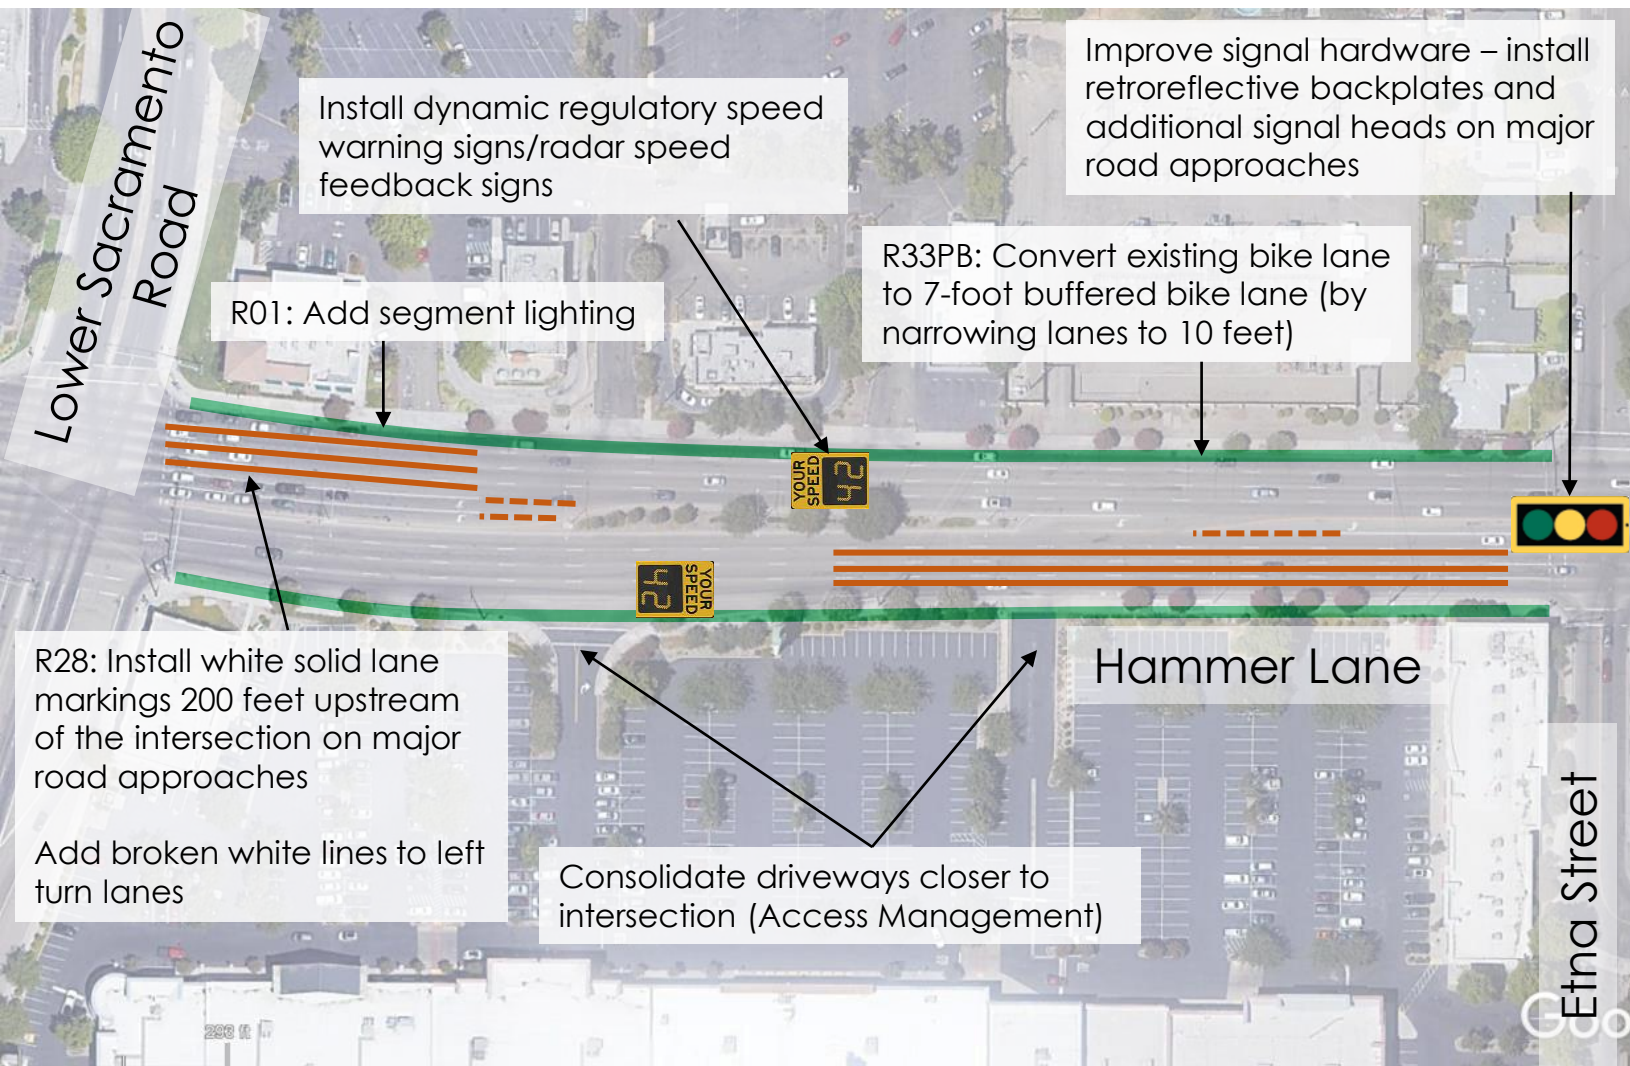 Lower Sacramento
Road
Install dynamic regulatory speed
warning signs/radar speed
feedback signs
Improve signal hardware – install
retroreflective backplates and
additional signal heads on major
road approaches
R33PB: Convert existing bike lane
to 7-foot buffered bike lane (by
narrowing lanes to 10 feet)
R01: Add segment lighting
YOUR
SPEED
42
YOUR
SPEED
42
R28: Install white solid lane
markings 200 feet upstream
of the intersection on major
road approaches
Add broken white lines to left
turn lanes
Hammer Lane
Consolidate driveways closer to
intersection (Access Management)
Etna Street
293 ft
Goo